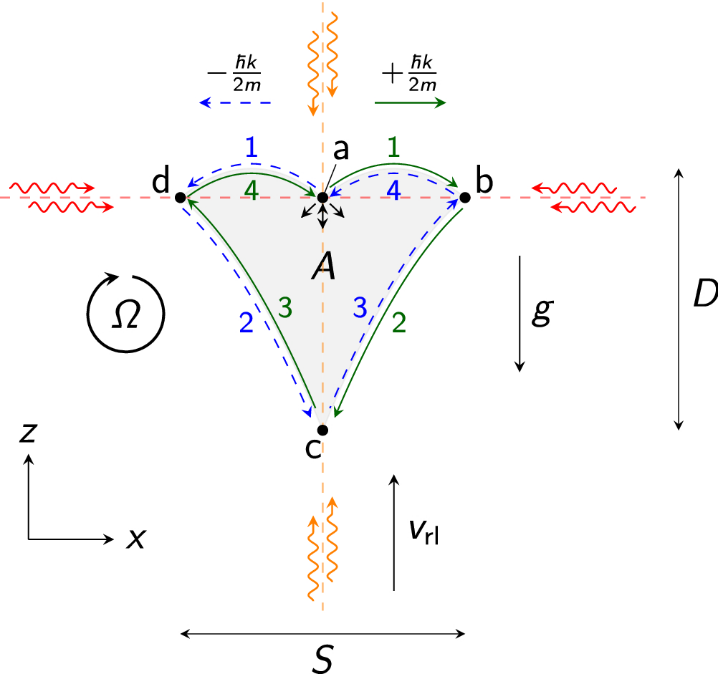 − ħk/2m + ħk/2m
1 a 1
d 4 4 b
A
Ω 3 3 g D
2 2
c
z
x v_rl
S